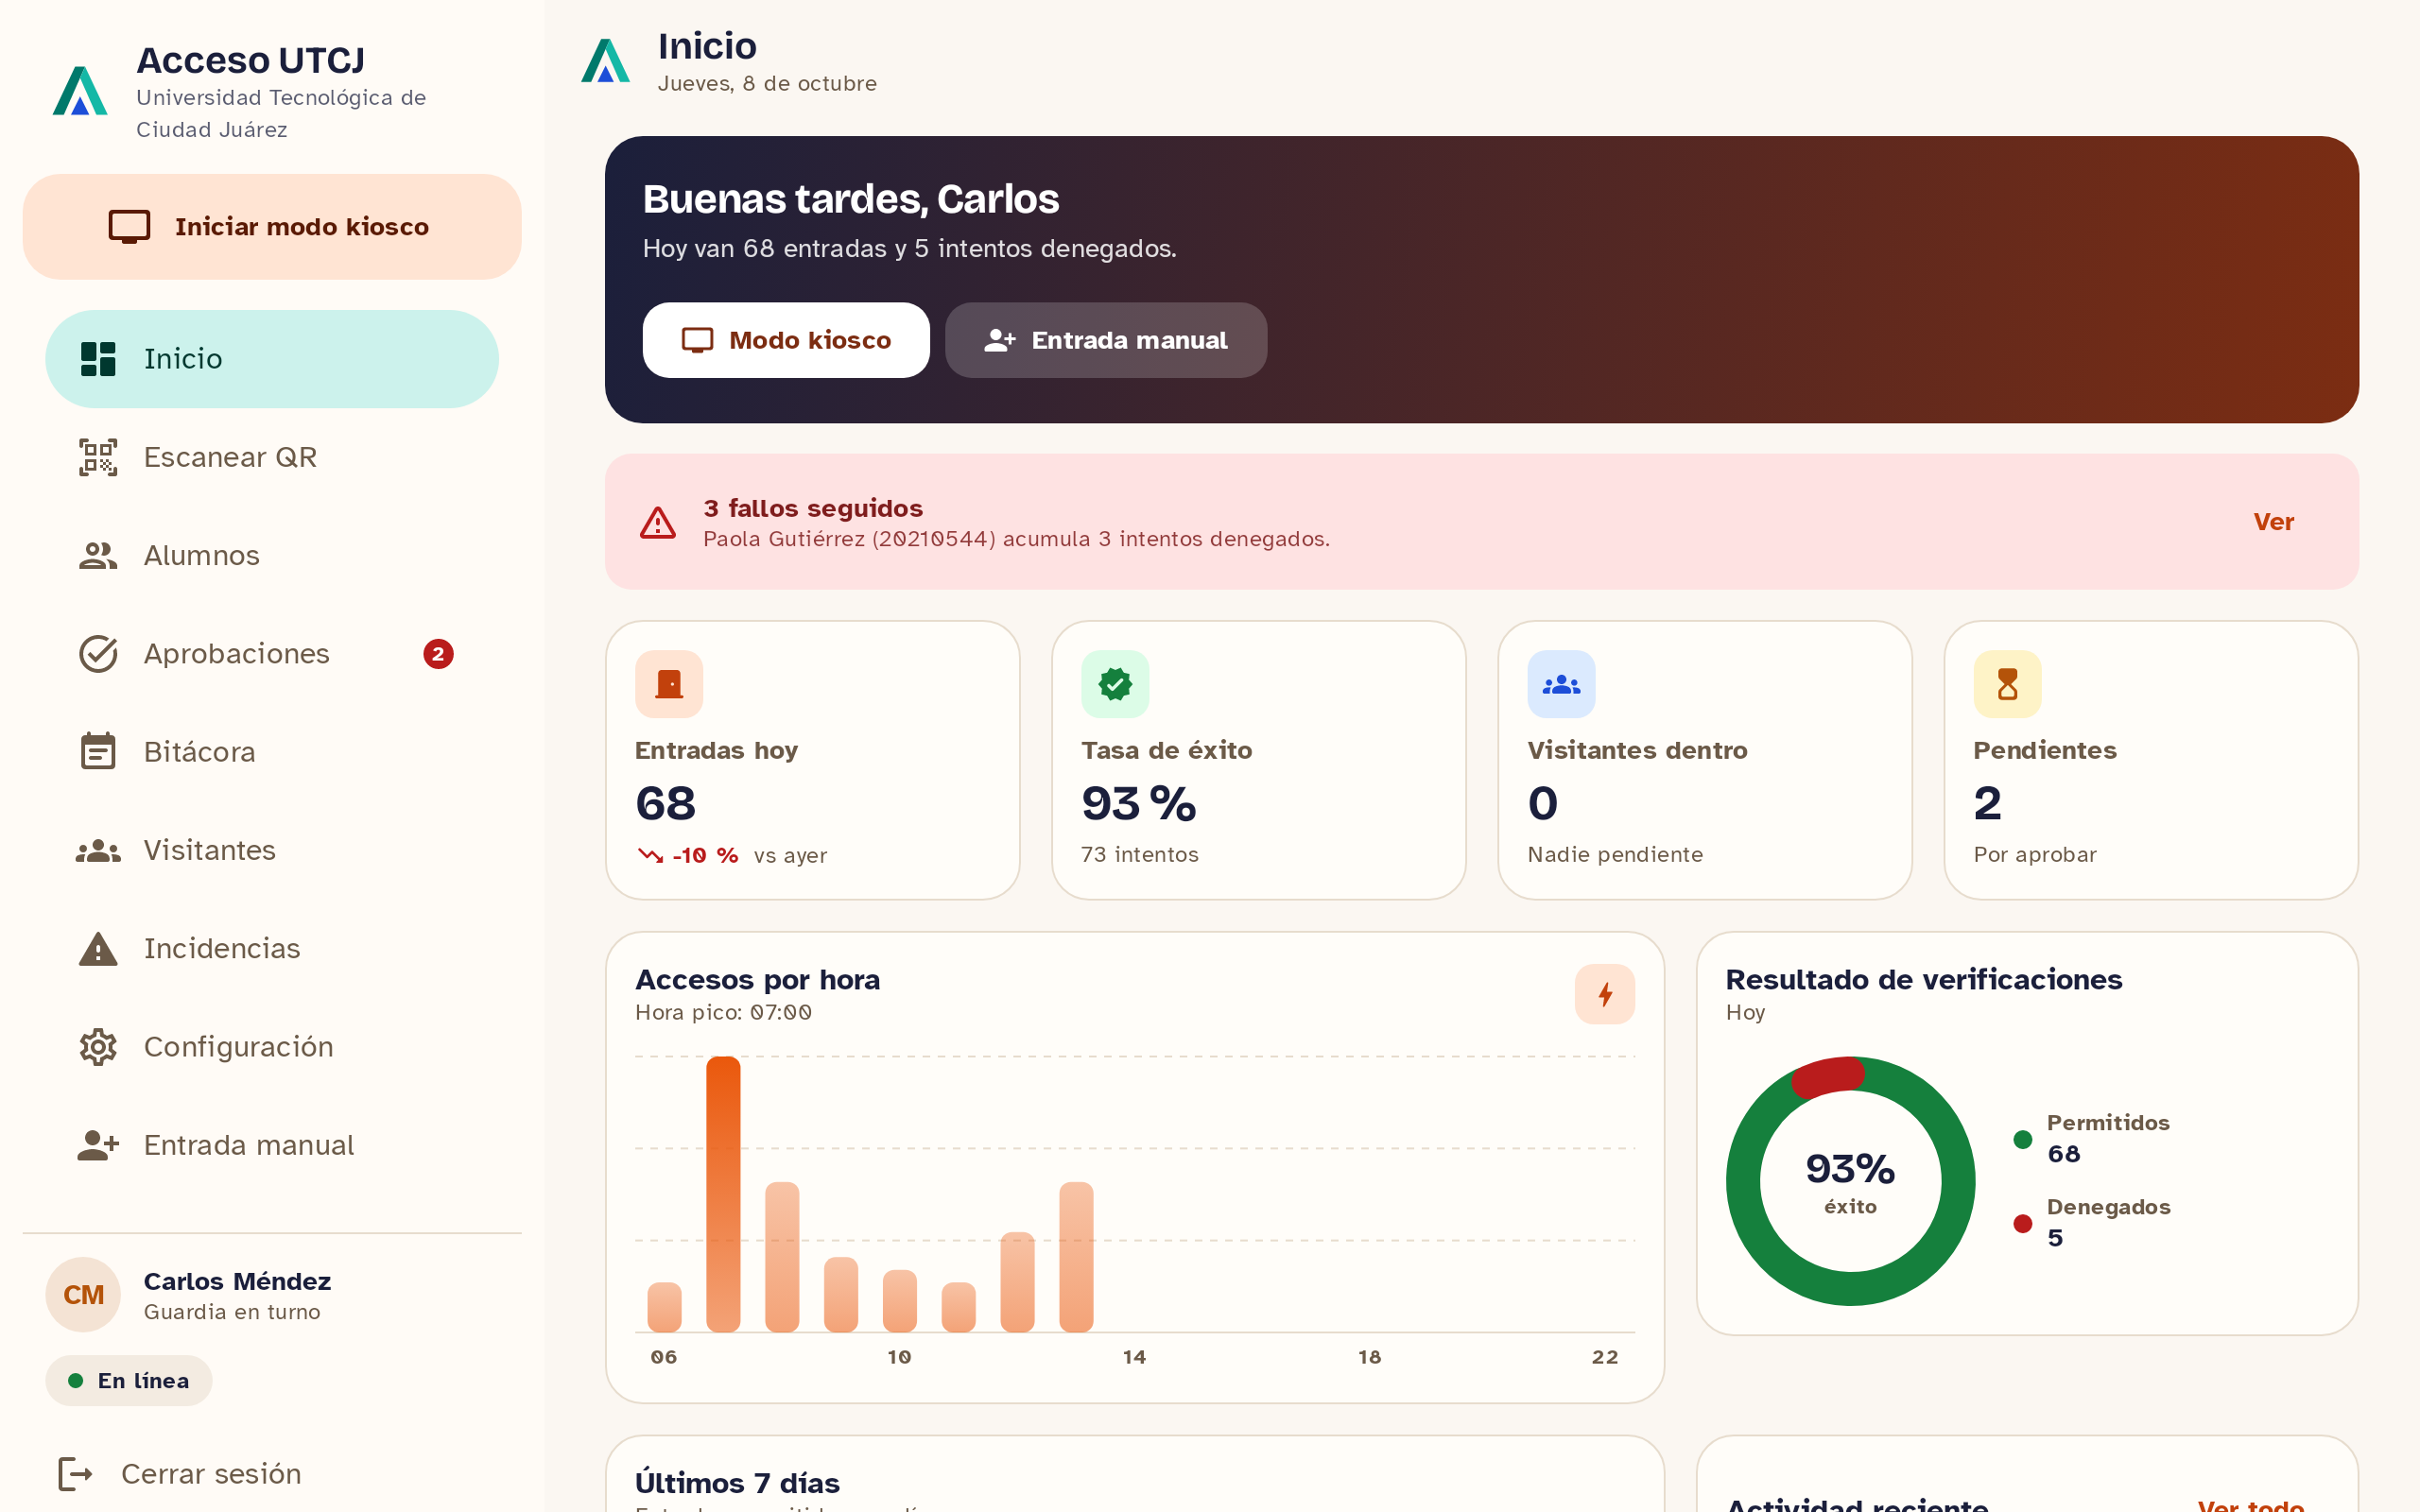 Acceso UTCJ
Universidad Tecnológica de
Ciudad Juárez
Iniciar modo kiosco
Inicio
Escanear QR
Alumnos
Aprobaciones 2
Bitácora
Visitantes
Incidencias
Configuración
Entrada manual
CM
Carlos Méndez
Guardia en turno
En línea
Cerrar sesión
Inicio
Jueves, 8 de octubre
Buenas tardes, Carlos
Hoy van 68 entradas y 5 intentos denegados.
Modo kiosco
Entrada manual
3 fallos seguidos
Paola Gutiérrez (20210544) acumula 3 intentos denegados.
Ver
Entradas hoy
68
-10 % vs ayer
Tasa de éxito
93 %
73 intentos
Visitantes dentro
0
Nadie pendiente
Pendientes
2
Por aprobar
Accesos por hora
Hora pico: 07:00
06 10 14 18 22
Resultado de verificaciones
Hoy
93%
éxito
Permitidos
68
Denegados
5
Últimos 7 días
Actividad reciente
Ver todo